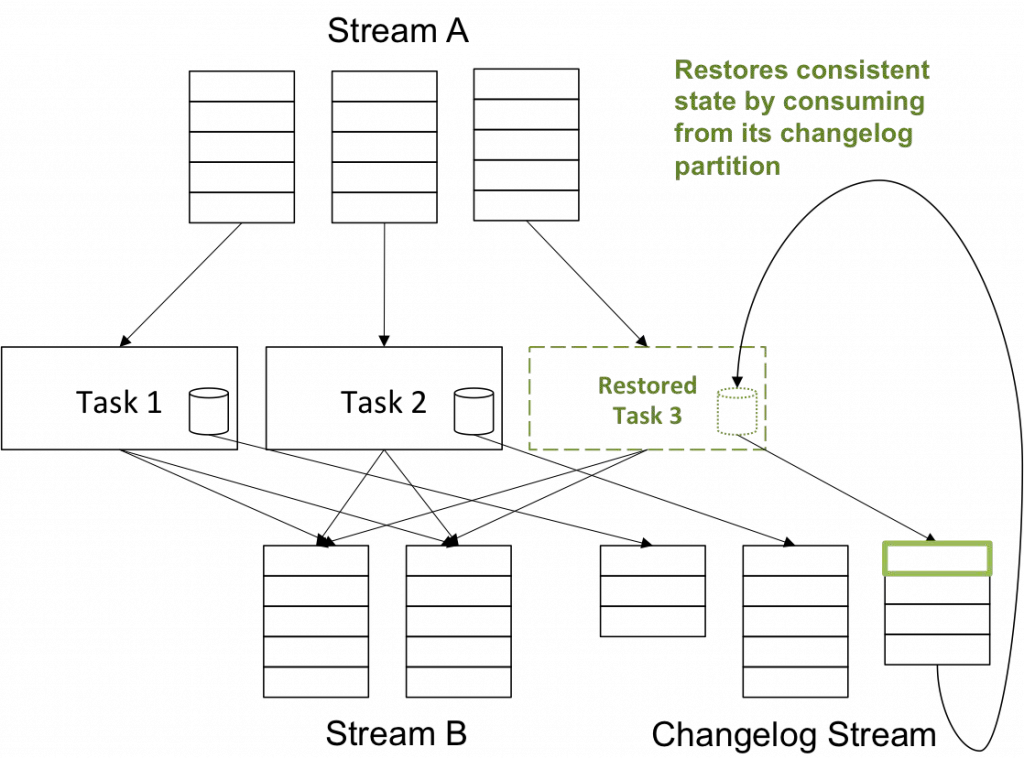 Stream A
Restores consistent
state by consuming
from its changelog
partition
Task 1
Task 2
Restored
Task 3
Stream B
Changelog Stream